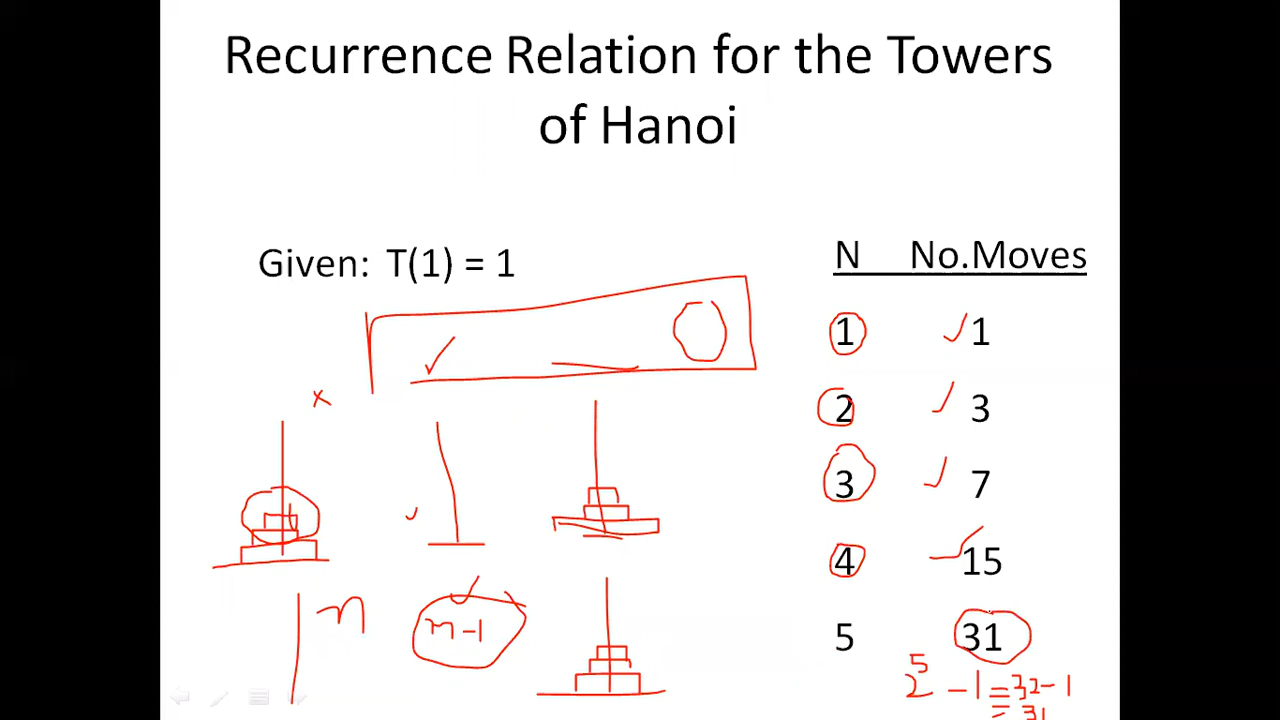 Recurrence Relation for the Towers
of Hanoi
Given: T(1) = 1
N No.Moves
1 1
2 3
3 7
4 15
5 31
n
n-1
2^5 - 1 = 32-1
= 31